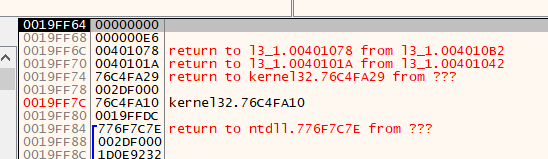 0019FF64 00000000
0019FF68 000000E6
0019FF6C 00401078 return to l3_1.00401078 from l3_1.004010B2
0019FF70 0040101A return to l3_1.0040101A from l3_1.00401042
0019FF74 76C4FA29 return to kernel32.76C4FA29 from ???
0019FF78 002DF000
0019FF7C 76C4FA10 kernel32.76C4FA10
0019FF80 0019FFDC
0019FF84 776F7C7E return to ntdll.776F7C7E from ???
0019FF88 002DF000
0019FF8C 1D0E9232